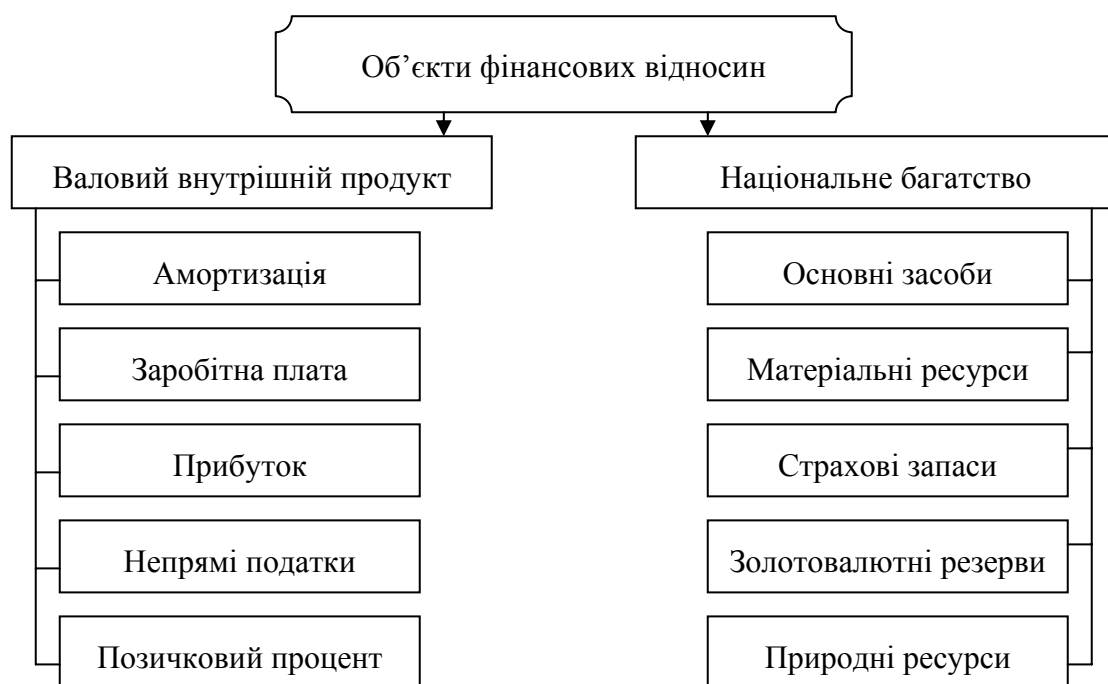 Об’єкти фінансових відносин
Валовий внутрішній продукт
Національне багатство
Амортизація
Основні засоби
Заробітна плата
Матеріальні ресурси
Прибуток
Страхові запаси
Непрямі податки
Золотовалютні резерви
Позичковий процент
Природні ресурси